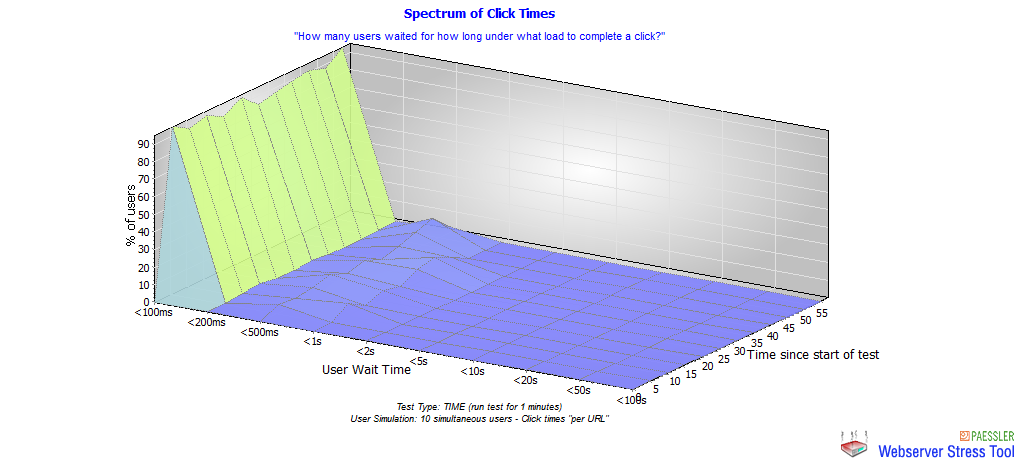 Spectrum of Click Times
"How many users waited for how long under what load to complete a click?"
% of users
90
80
70
60
50
40
30
20
10
0
<100ms
<200ms
<500ms
<1s
<2s
<5s
<10s
<20s
<50s
<100s
User Wait Time
0
5
10
15
20
25
30
35
40
45
50
55
Time since start of test
Test Type: TIME (run test for 1 minutes)
User Simulation: 10 simultaneous users - Click times "per URL"
PAESSLER
Webserver Stress Tool